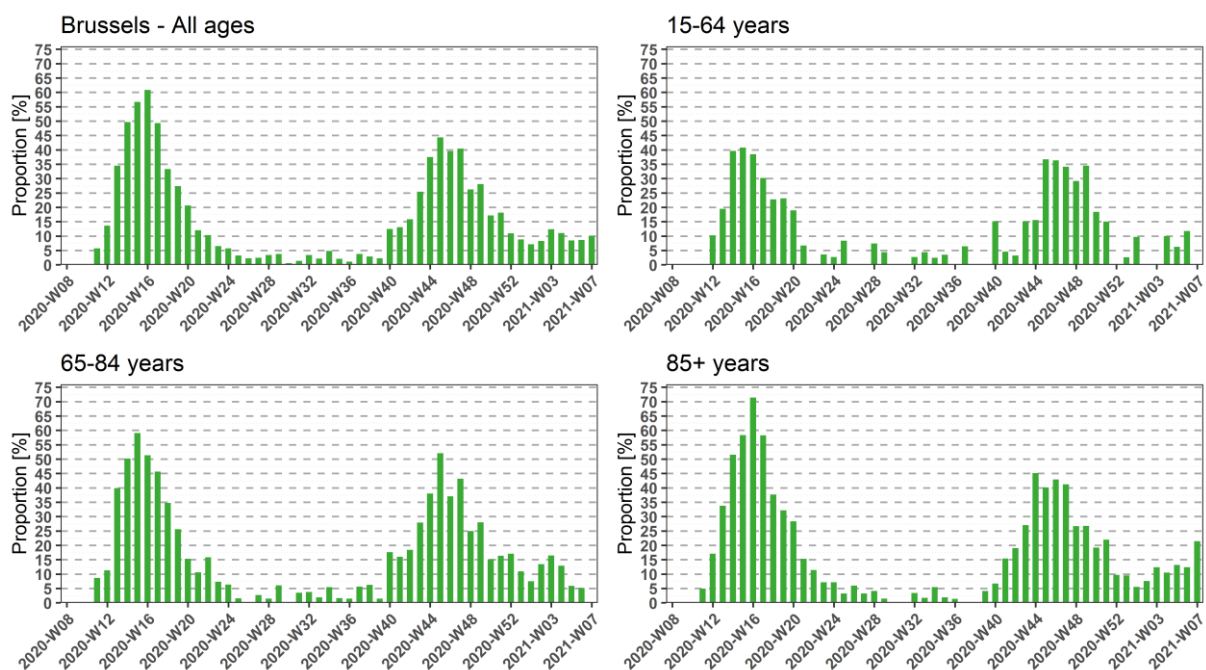 Brussels - All ages
Proportion [%]
75
70
65
60
55
50
45
40
35
30
25
20
15
10
5
0
2020-W08
2020-W12
2020-W16
2020-W20
2020-W24
2020-W28
2020-W32
2020-W36
2020-W40
2020-W44
2020-W48
2020-W52
2021-W03
2021-W07
15-64 years
Proportion [%]
75
70
65
60
55
50
45
40
35
30
25
20
15
10
5
0
2020-W08
2020-W12
2020-W16
2020-W20
2020-W24
2020-W28
2020-W32
2020-W36
2020-W40
2020-W44
2020-W48
2020-W52
2021-W03
2021-W07
65-84 years
Proportion [%]
75
70
65
60
55
50
45
40
35
30
25
20
15
10
5
0
2020-W08
2020-W12
2020-W16
2020-W20
2020-W24
2020-W28
2020-W32
2020-W36
2020-W40
2020-W44
2020-W48
2020-W52
2021-W03
2021-W07
85+ years
Proportion [%]
75
70
65
60
55
50
45
40
35
30
25
20
15
10
5
0
2020-W08
2020-W12
2020-W16
2020-W20
2020-W24
2020-W28
2020-W32
2020-W36
2020-W40
2020-W44
2020-W48
2020-W52
2021-W03
2021-W07